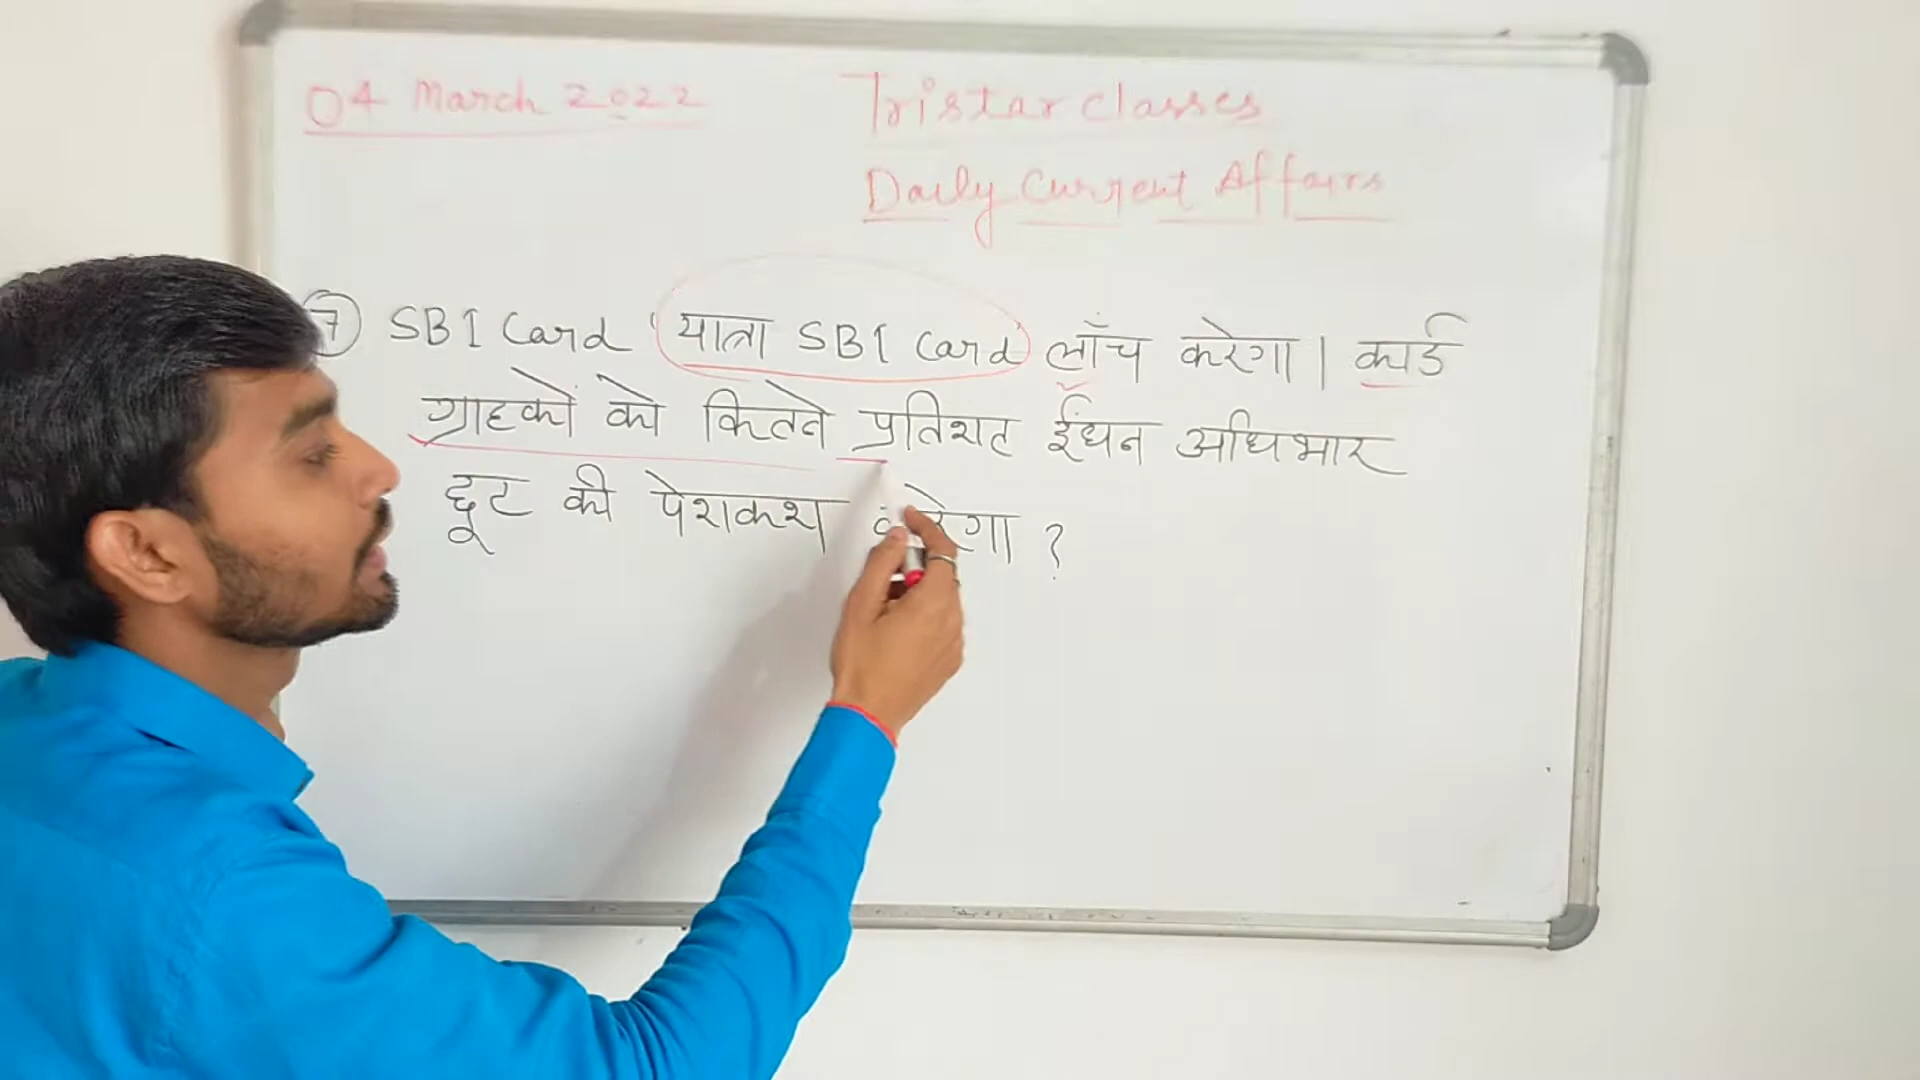 04 March 2022
Tristar classes
Daily Current Affairs
7 SBI Card 'यात्रा SBI Card' लॉंच करेगा। कार्ड
ग्राहकों को कितने प्रतिशत ईंधन अधिभार
छूट की पेशकश करेगा ?